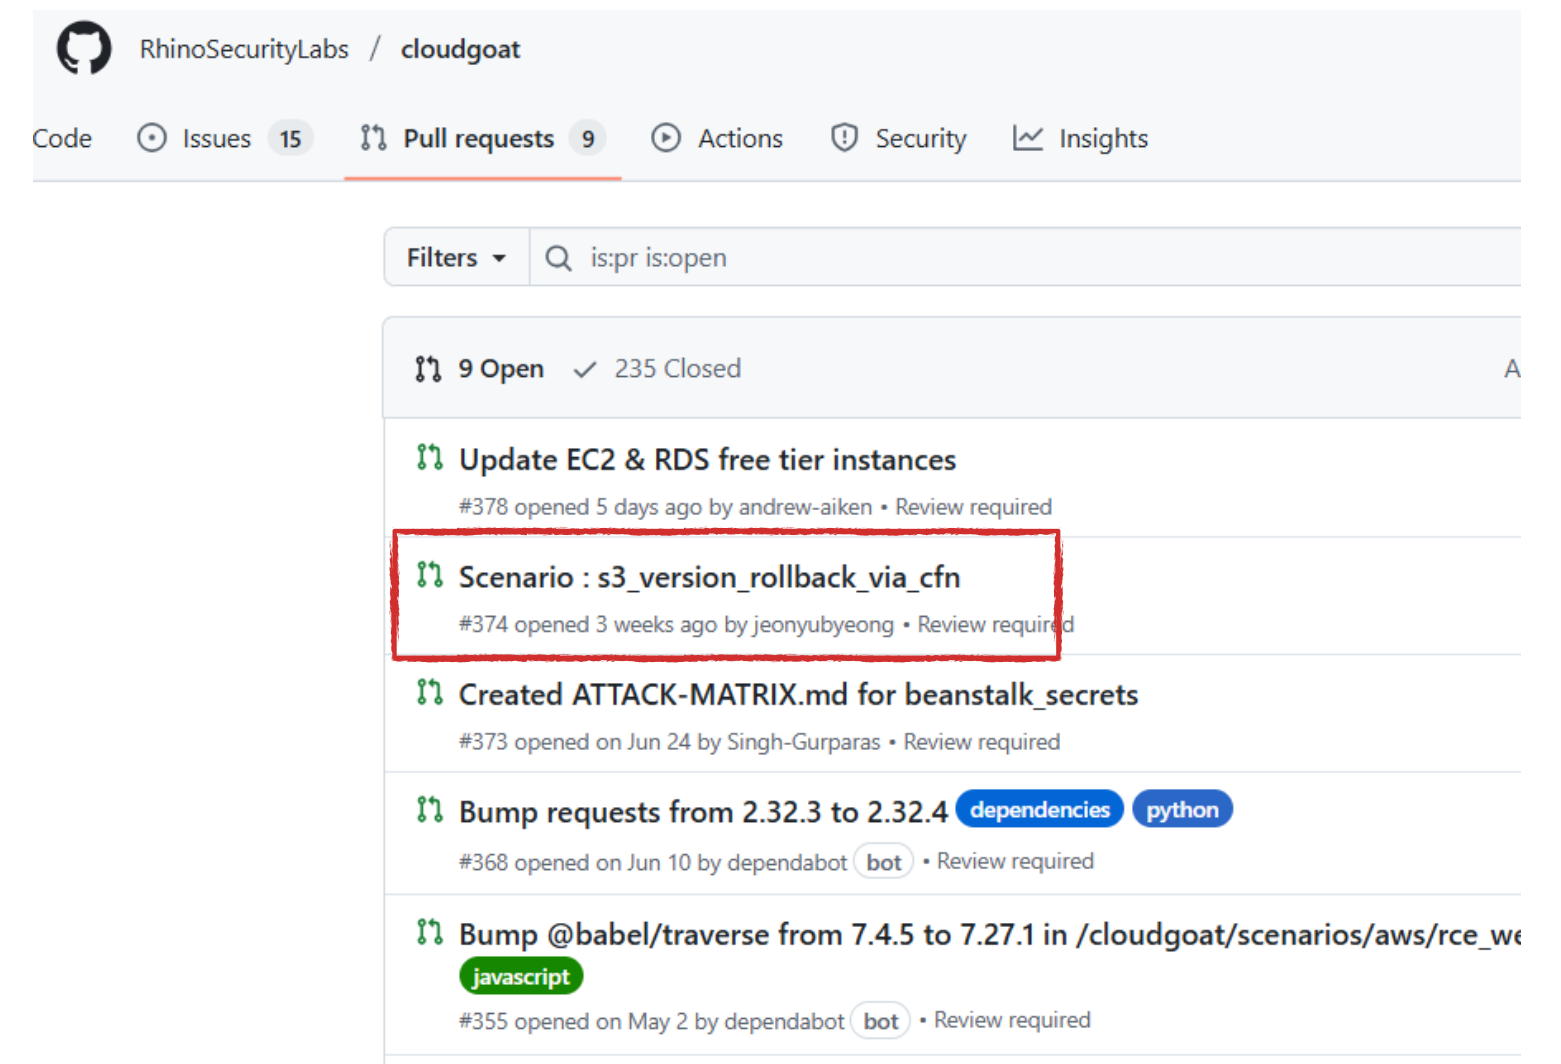 RhinoSecurityLabs / cloudgoat
Code Issues 15 Pull requests 9 Actions Security Insights
Filters is:pr is:open
9 Open 235 Closed A
Update EC2 & RDS free tier instances
#378 opened 5 days ago by andrew-aiken • Review required
Scenario : s3_version_rollback_via_cfn
#374 opened 3 weeks ago by jeonyubyeong • Review required
Created ATTACK-MATRIX.md for beanstalk_secrets
#373 opened on Jun 24 by Singh-Gurparas • Review required
Bump requests from 2.32.3 to 2.32.4 dependencies python
#368 opened on Jun 10 by dependabot bot • Review required
Bump @babel/traverse from 7.4.5 to 7.27.1 in /cloudgoat/scenarios/aws/rce_we
javascript
#355 opened on May 2 by dependabot bot • Review required